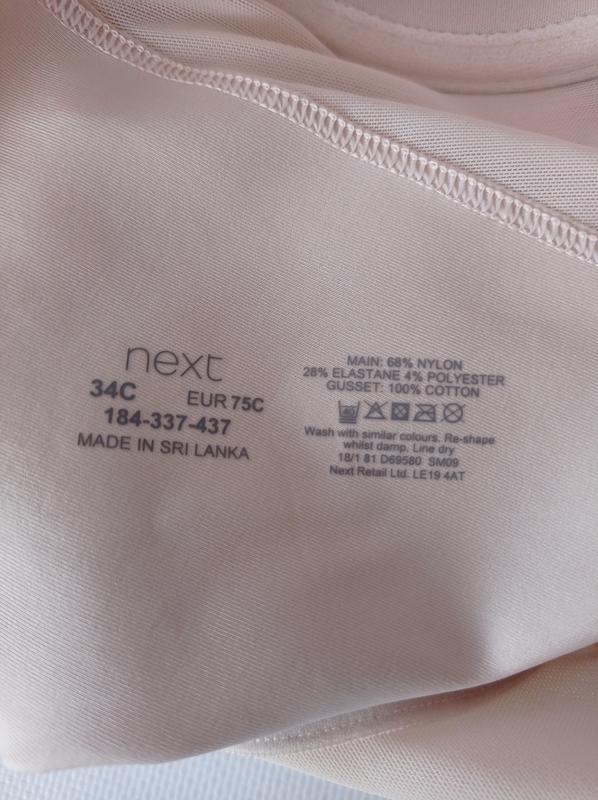 next
34C EUR 75C
184-337-437
MADE IN SRI LANKA
MAIN: 68% NYLON
28% ELASTANE 4% POLYESTER
GUSSET: 100% COTTON
40
Wash with similar colours. Re-shape
whilst damp. Line dry
18/1 81 D69580 SM09
Next Retail Ltd. LE19 4AT